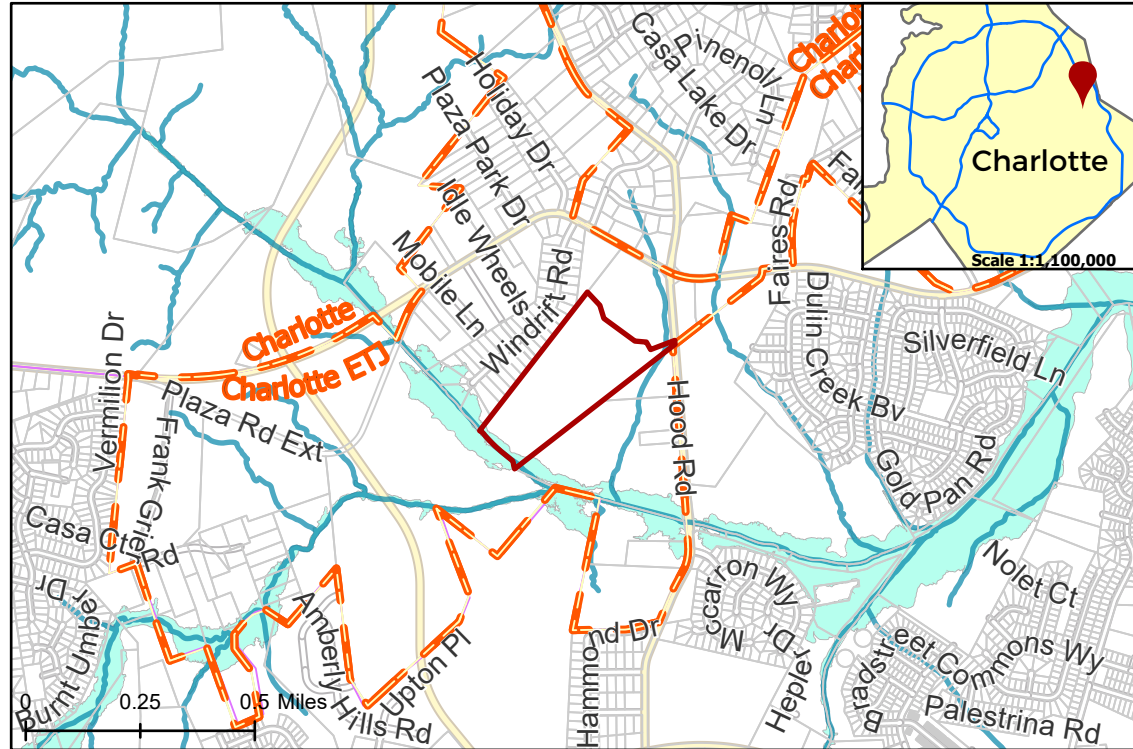 Pinenoll Ln
Casa Lake Dr
Holiday Dr
Plaza Park Dr
Idle Wheels
Mobile Ln
Windrift Rd
Faires Rd
Charlotte
Scale 1:1,100,000
Charlotte
Charlotte ETJ
Vermilion Dr
Plaza Rd Ext
Frank Grier Rd
Casa Ct
Burnt Umber Dr
Amberly Hills Rd
Upton Pl
Hood Rd
Dulin Creek Bv
Silverfield Ln
Gold Pan Rd
Mccarron Wy
Hammond Dr
Hepley Dr
Nolet Ct
Bradstreet Commons Wy
Palestrina Rd
0 0.25 0.5 Miles